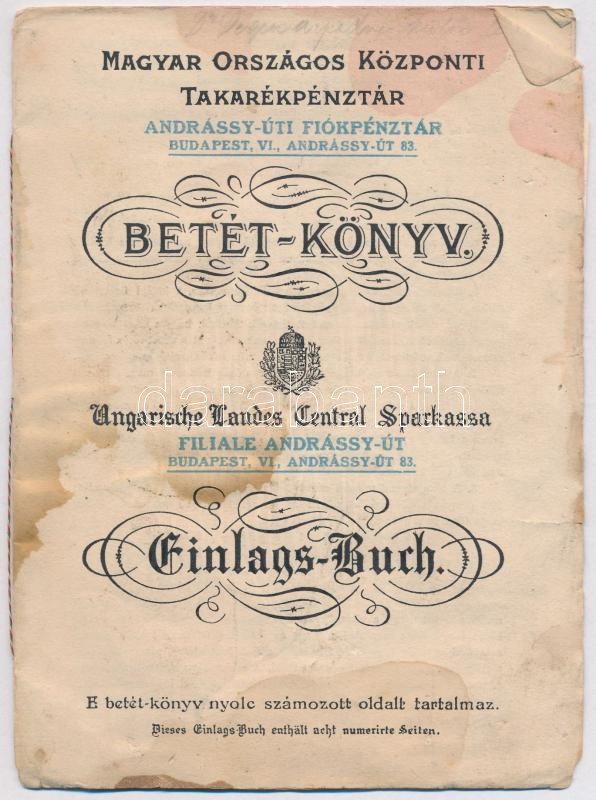 MAGYAR ORSZÁGOS KÖZPONTI
TAKARÉKPÉNZTÁR
ANDRÁSSY-ÚTI FIÓKPÉNZTÁR
BUDAPEST, VI., ANDRÁSSY-ÚT 83.
BETÉT-KÖNYV.
darabanth
Ungarische Landes Central Sparkassa
FILIALE ANDRÁSSY-ÚT
BUDAPEST, VI., ANDRÁSSY-ÚT 83.
Einlags-Buch.
E betét-könyv nyolc számozott oldalt tartalmaz.
Dieses Einlags-Buch enthält acht numerirte Seiten.